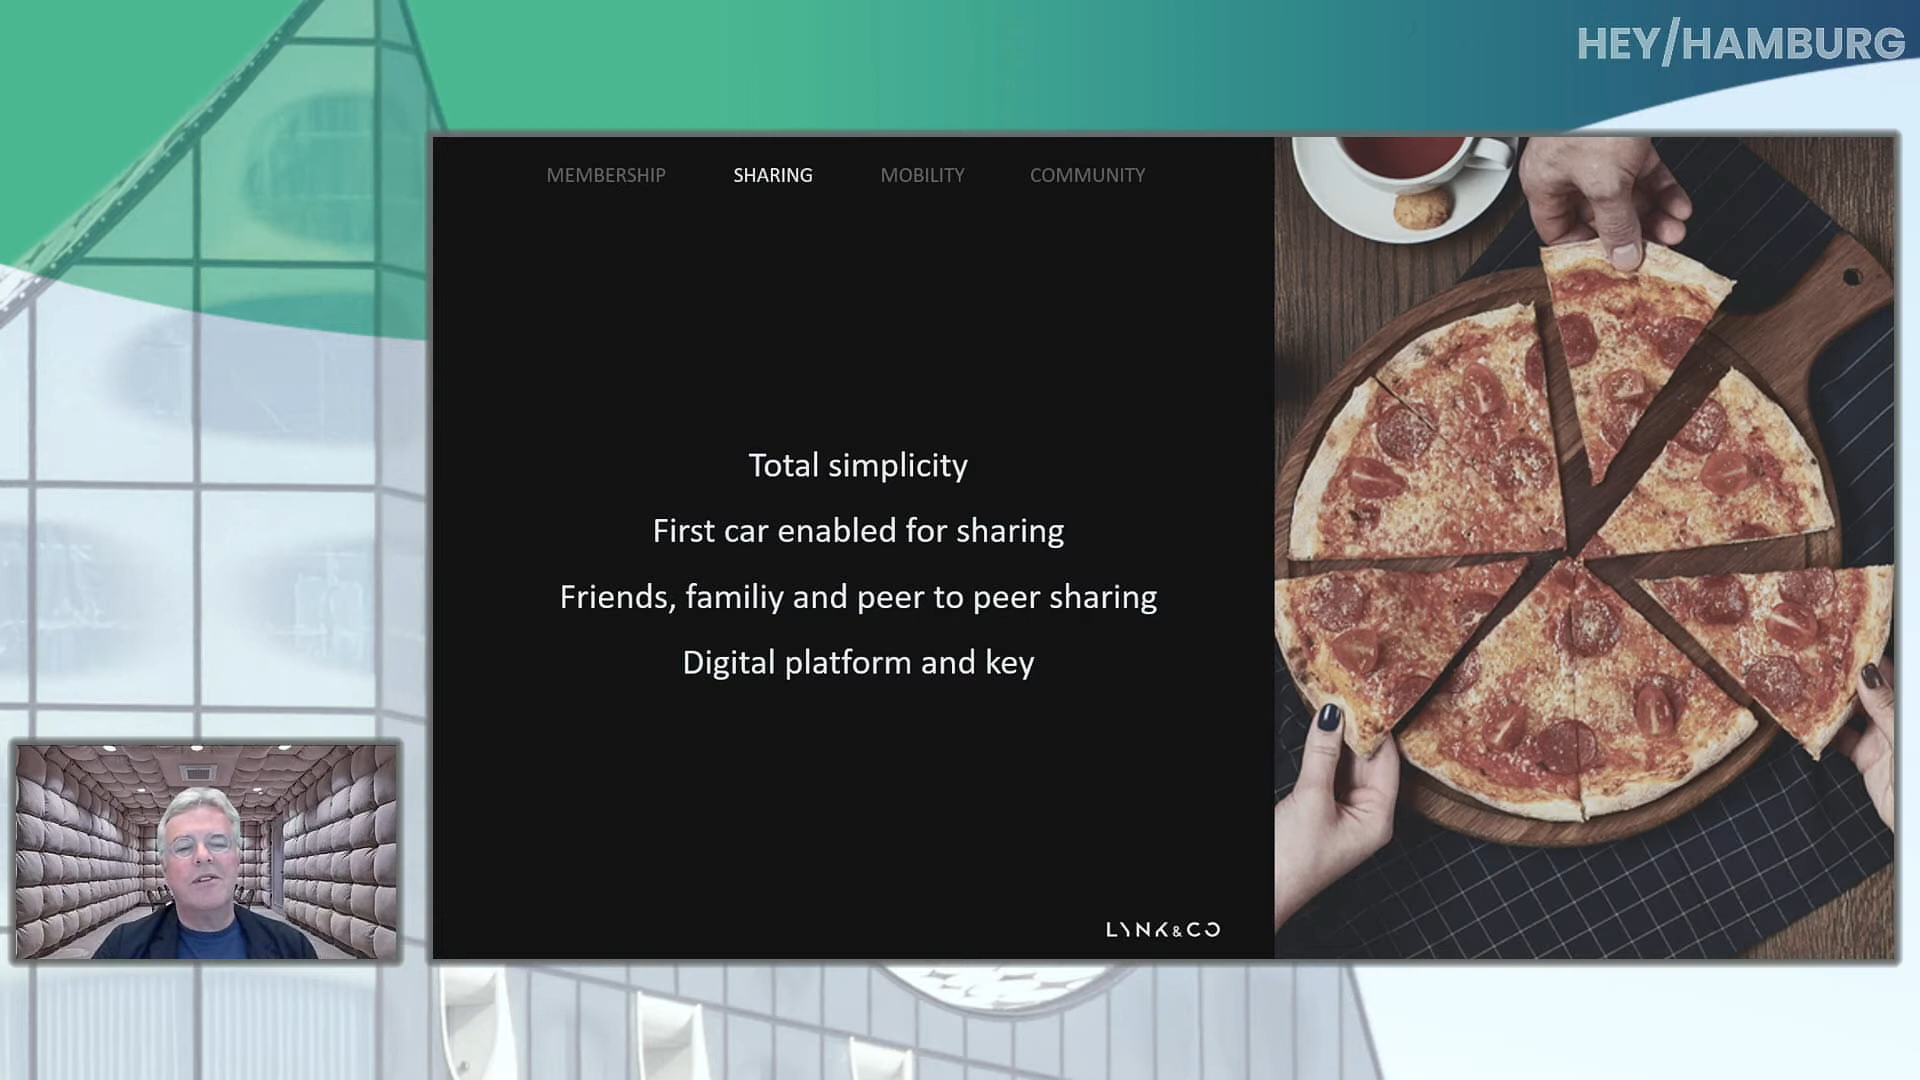 HEY/HAMBURG
MEMBERSHIP SHARING MOBILITY COMMUNITY
Total simplicity
First car enabled for sharing
Friends, familiy and peer to peer sharing
Digital platform and key
LYNK&CO